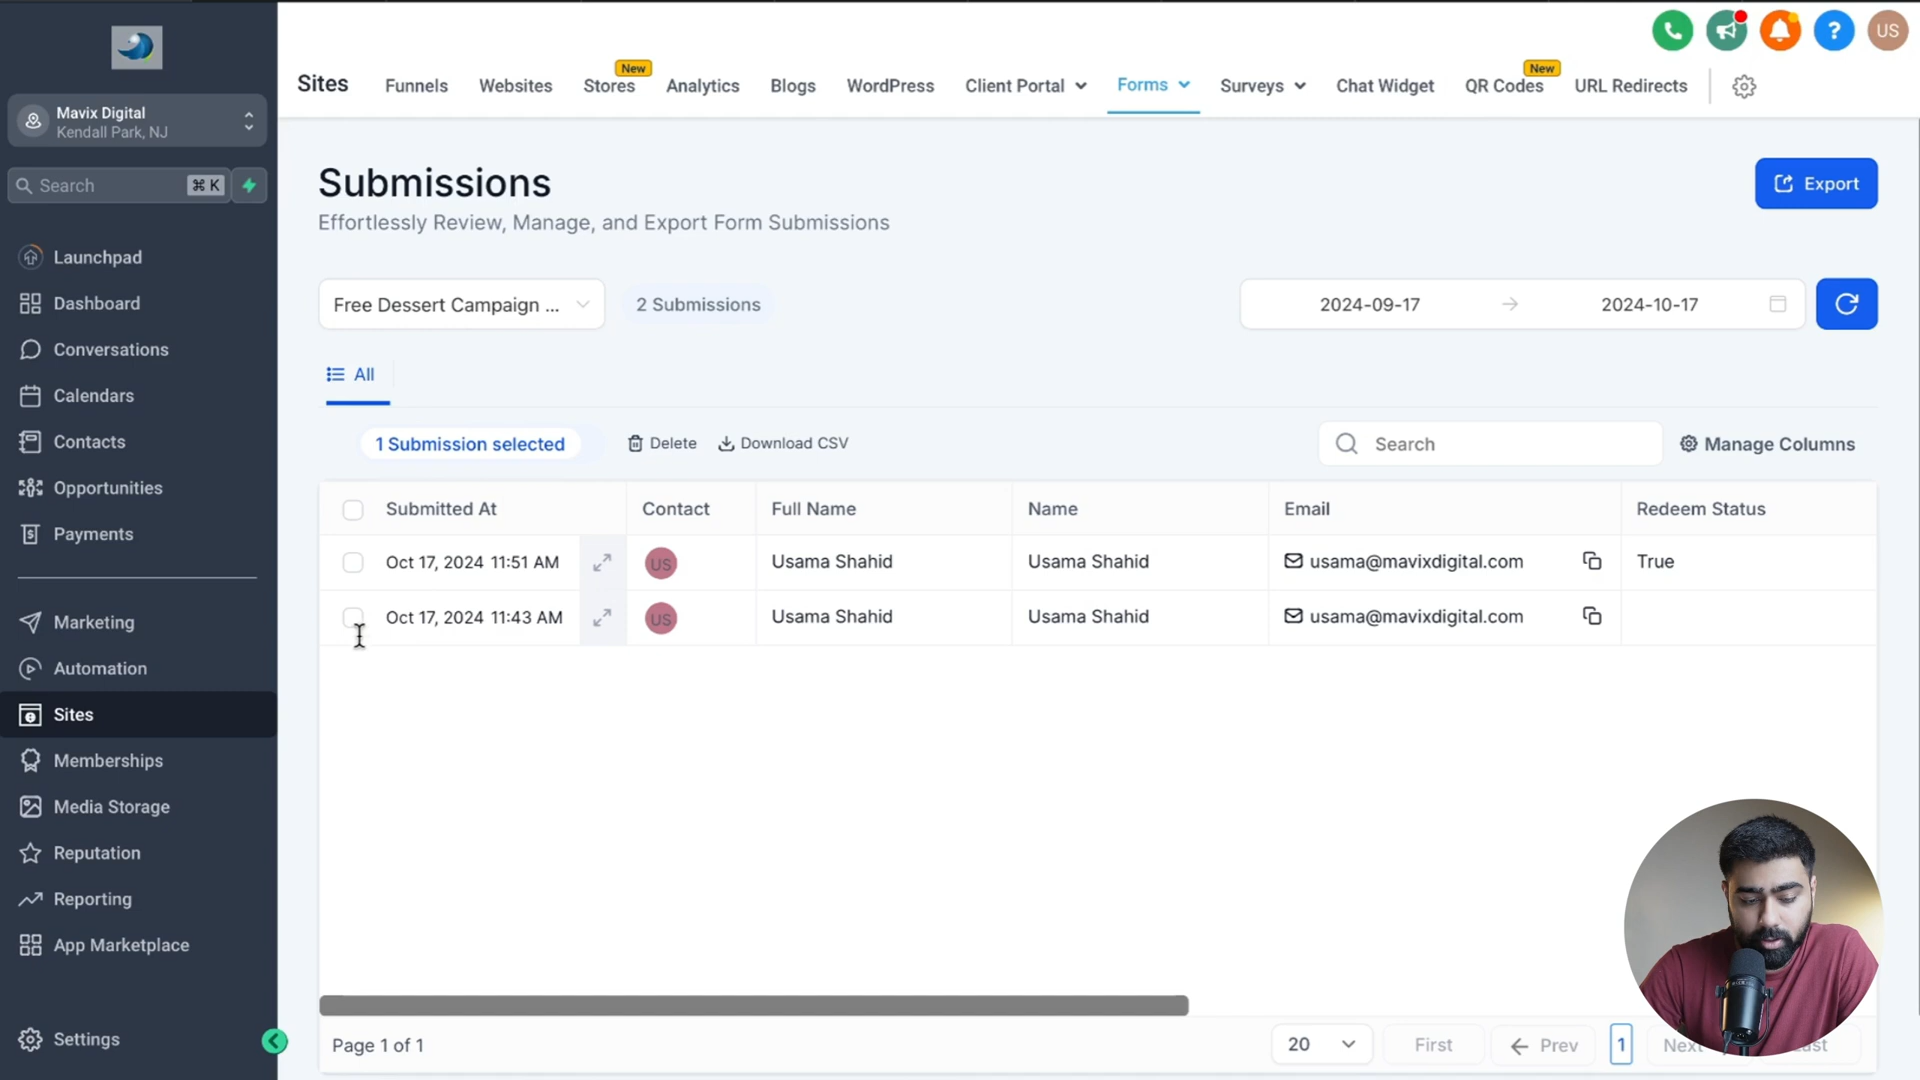 Mavix Digital
Kendall Park, NJ
Search
⌘ K
Launchpad
Dashboard
Conversations
Calendars
Contacts
Opportunities
Payments
Marketing
Automation
Sites
Memberships
Media Storage
Reputation
Reporting
App Marketplace
Settings
US
Sites
Funnels
Websites
Stores
New
Analytics
Blogs
WordPress
Client Portal
Forms
Surveys
Chat Widget
QR Codes
New
URL Redirects
Submissions
Effortlessly Review, Manage, and Export Form Submissions
Export
Free Dessert Campaign ...
2 Submissions
2024-09-17
2024-10-17
All
1 Submission selected
Delete
Download CSV
Search
Manage Columns
Submitted At Contact Full Name Name Email Redeem Status
Oct 17, 2024 11:51 AM US Usama Shahid Usama Shahid usama@mavixdigital.com True
Oct 17, 2024 11:43 AM US Usama Shahid Usama Shahid usama@mavixdigital.com
Page 1 of 1
20
First
Prev
1
Next